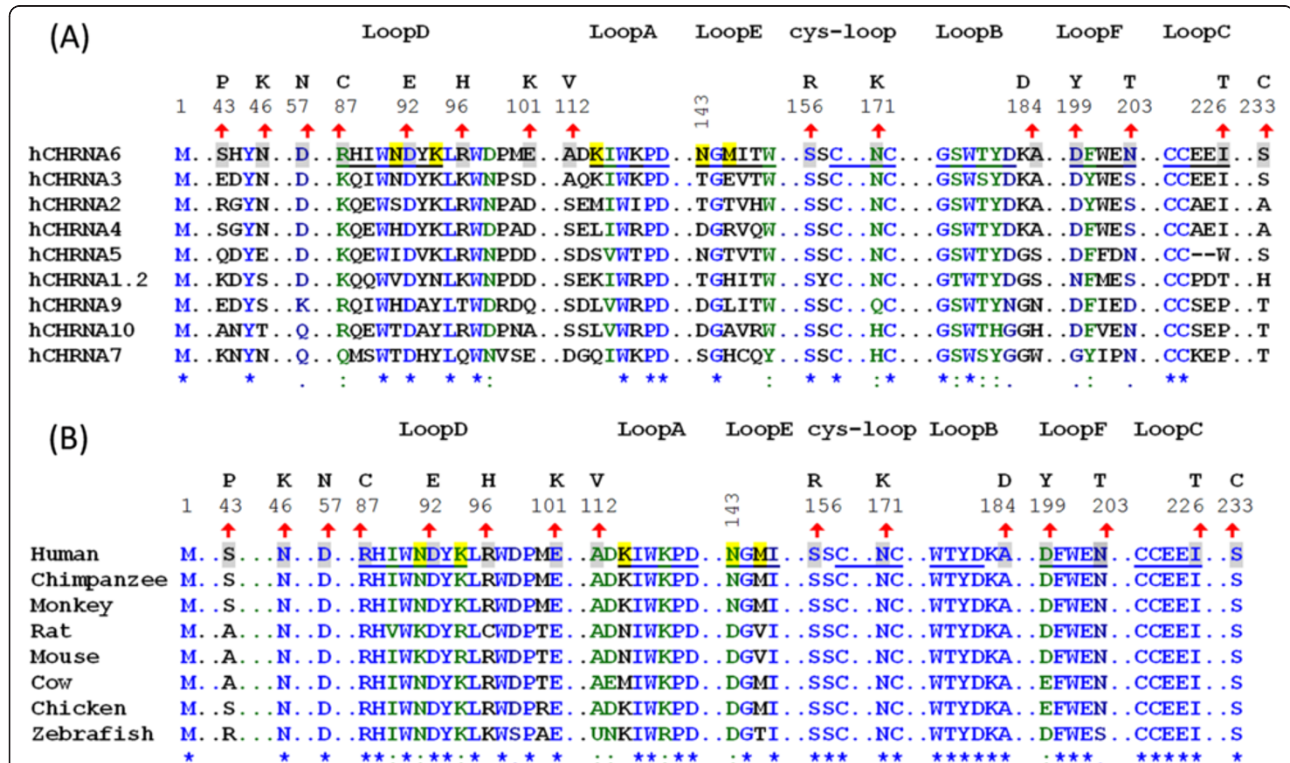 (A) LoopD LoopA LoopE cys-loop LoopB LoopF LoopC
P K N C E H K V R K D Y T T C
1 43 46 57 87 92 96 101 112 143 156 171 184 199 203 226 233
hCHRNA6 M..SHYN..D..RHIWNDYKLRWDPME..ADKIWKPD..NGMITW..SSC..NC...GSWTYDKA..DFWEN..CCEEI..S
hCHRNA3 M..EDYN..D..KQIWNDYKLKWNPSD..AQKIWKPD..TGEVTW..SSC..NC...GSWSYDKA..DYWES..CCEEI..S
hCHRNA2 M..RGYN..D..KQEWSDYKLRWNPAD..SEMIWIPD..TGTVHW..SSC..NC...GSWTYDKA..DYWES..CCAEI..A
hCHRNA4 M..SGYN..D..KQEWHDYKLRWDPAD..SELIWRPD..DGRVQW..SSC..NC...GSWTYDKA..DFWES..CCAEI..A
hCHRNA5 M..QDYE..D..KQEWIDVKLRWNPDD..SDSVWTPD..NGTVTW..SSC..NC...GSWTYDGS..DFFDN..CC--W..S
hCHRNA1.2 M..KDYS..D..KQQWVDYNLKWNPDD..SEKIWRPD..TGHITW..SYC..NC...GTWTYDGS..NFMES..CCPDT..H
hCHRNA9 M..EDYS..K..RQIWHDAYLTWDRDQ..SDLVWRPD..DGLITW..SSC..QC...GSWTYNGN..DFIED..CCSEP..T
hCHRNA10 M..ANYT..Q..RQEWTDAYLRWDPNA..SSLVWRPD..DGAVRW..SSC..HC...GSWTHGGH..DFVEN..CCSEP..T
hCHRNA7 M..KNYN..Q..QMSWTDHYLQWNVSE..DGQIWKPD..SGHCQY..SSC..HC...GSWSYGGW..GYIPN..CCKEP..T
* * . : * * * * : * ** * : * * : * * * : : . . : . **
(B) LoopD LoopA LoopE cys-loop LoopB LoopF LoopC
P K N C E H K V R K D Y T T C
1 43 46 57 87 92 96 101 112 143 156 171 184 199 203 226 233
Human M..S...N..D..RHIWNDYKLRWDPME..ADKIWKPD..NGMI..SSC..NC..WTYDKA..DFWEN..CCEEI..S
Chimpanzee M..S...N..D..RHIWNDYKLRWDPME..ADKIWKPD..NGMI..SSC..NC..WTYDKA..DFWEN..CCEEI..S
Monkey M..S...N..D..RHIWNDYKLRWDPME..ADKIWKPD..NGMI..SSC..NC..WTYDKA..DFWEN..CCEEI..S
Rat M..A...N..D..RHVWKDYRLCWDPTE..ADNIWKPD..DGVI..SSC..NC..WTYDKA..DFWEN..CCEEI..S
Mouse M..A...N..D..RHIWKDYRLRWDPTE..ADNIWKPD..DGVI..SSC..NC..WTYDKA..DFWEN..CCEEI..S
Cow M..A...N..D..RHIWNDYKLRWDPTE..AEMIWKPD..DGMI..SSC..NC..WTYDKA..EFWEN..CCEEI..S
Chicken M..S...N..D..RHIWNDYKLRWDPRE..ADKIWKPD..DGMI..SSC..NC..WTYDKA..EFWEN..CCEEI..S
Zebrafish M..R...N..D..RHIWNDYKLKWSPAE..UNKIWRPD..DGTI..SSC..NC..WTYDKA..DFWES..CCEEI..S
* * * **:*:**:* * * * :: **:** :* * *** ** ****** :***. ***** *